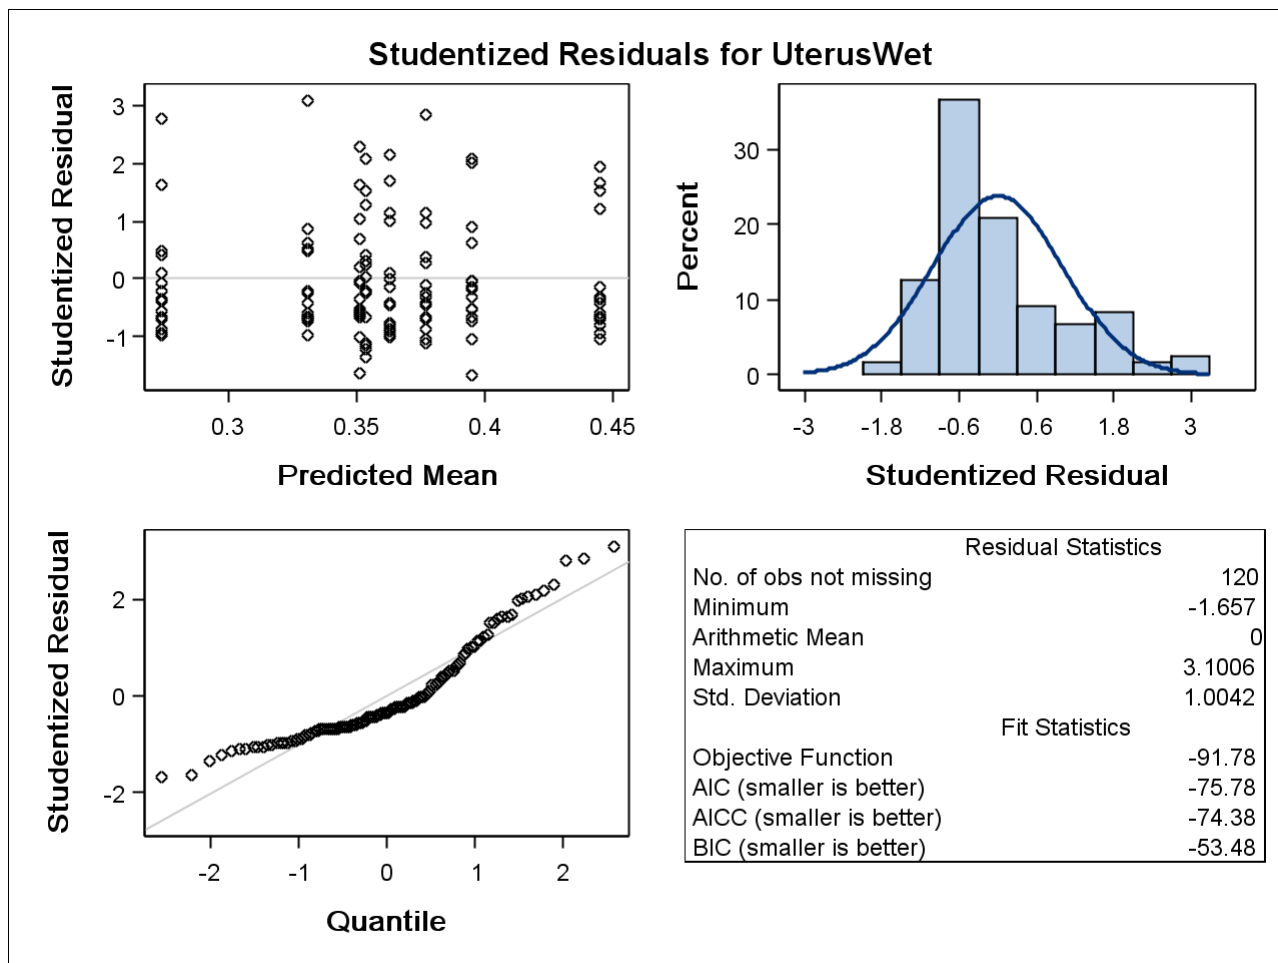 Studentized Residuals for UterusWet
Studentized Residual
3
2
1
0
-1
0.3 0.35 0.4 0.45
Predicted Mean
Percent
30
20
10
0
-3 -1.8 -0.6 0.6 1.8 3
Studentized Residual
Studentized Residual
2
0
-2
-2 -1 0 1 2
Quantile
Residual Statistics
No. of obs not missing 120
Minimum -1.657
Arithmetic Mean 0
Maximum 3.1006
Std. Deviation 1.0042
Fit Statistics
Objective Function -91.78
AIC (smaller is better) -75.78
AICC (smaller is better) -74.38
BIC (smaller is better) -53.48